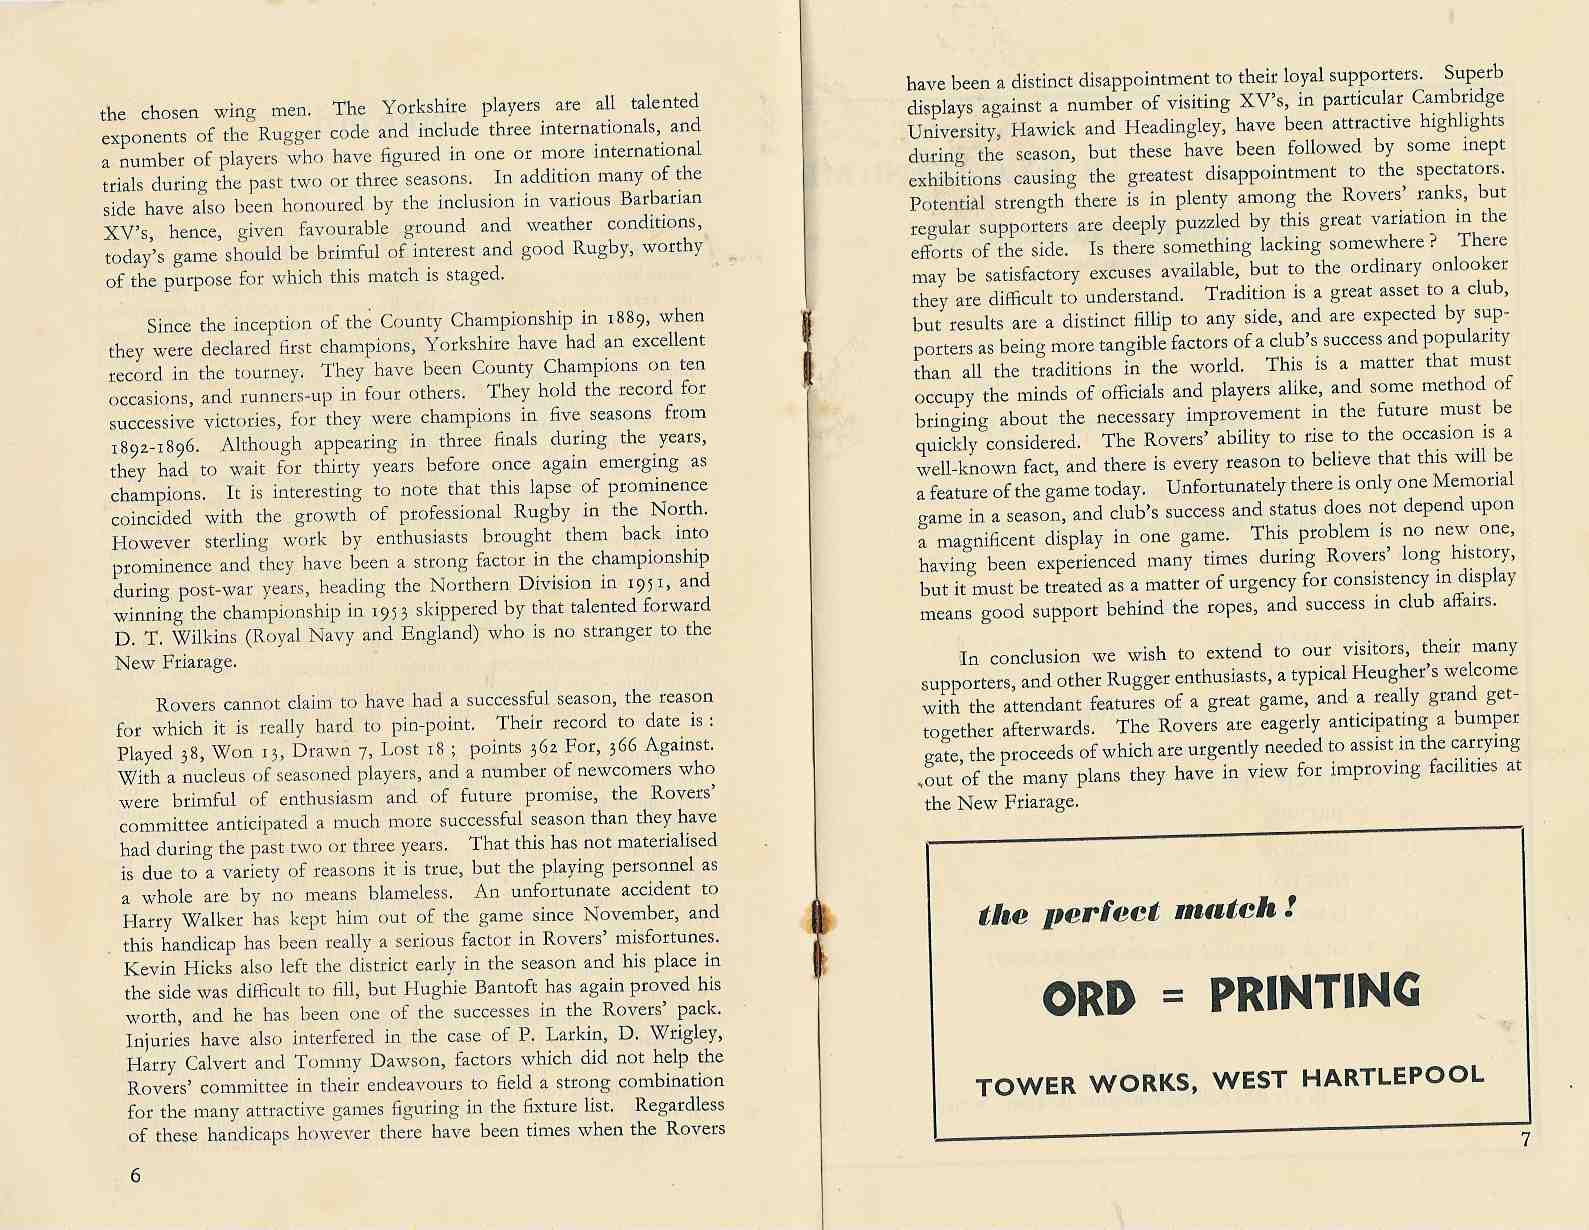 the chosen wing men. The Yorkshire players are all talented
exponents of the Rugger code and include three internationals, and
a number of players who have figured in one or more international
trials during the past two or three seasons. In addition many of the
side have also been honoured by the inclusion in various Barbarian
XV's, hence, given favourable ground and weather conditions,
today's game should be brimful of interest and good Rugby, worthy
of the purpose for which this match is staged.
Since the inception of the County Championship in 1889, when
they were declared first champions, Yorkshire have had an excellent
record in the tourney. They have been County Champions on ten
occasions, and runners-up in four others. They hold the record for
successive victories, for they were champions in five seasons from
1892-1896. Although appearing in three finals during the years,
they had to wait for thirty years before once again emerging as
champions. It is interesting to note that this lapse of prominence
coincided with the growth of professional Rugby in the North.
However sterling work by enthusiasts brought them back into
prominence and they have been a strong factor in the championship
during post-war years, heading the Northern Division in 1951, and
winning the championship in 1953 skippered by that talented forward
D. T. Wilkins (Royal Navy and England) who is no stranger to the
New Friarage.
Rovers cannot claim to have had a successful season, the reason
for which it is really hard to pin-point. Their record to date is :
Played 38, Won 13, Drawn 7, Lost 18 ; points 362 For, 366 Against.
With a nucleus of seasoned players, and a number of newcomers who
were brimful of enthusiasm and of future promise, the Rovers'
committee anticipated a much more successful season than they have
had during the past two or three years. That this has not materialised
is due to a variety of reasons it is true, but the playing personnel as
a whole are by no means blameless. An unfortunate accident to
Harry Walker has kept him out of the game since November, and
this handicap has been really a serious factor in Rovers' misfortunes.
Kevin Hicks also left the district early in the season and his place in
the side was difficult to fill, but Hughie Bantoft has again proved his
worth, and he has been one of the successes in the Rovers' pack.
Injuries have also interfered in the case of P. Larkin, D. Wrigley,
Harry Calvert and Tommy Dawson, factors which did not help the
Rovers' committee in their endeavours to field a strong combination
for the many attractive games figuring in the fixture list. Regardless
of these handicaps however there have been times when the Rovers
6
have been a distinct disappointment to their loyal supporters. Superb
displays against a number of visiting XV's, in particular Cambridge
University, Hawick and Headingley, have been attractive highlights
during the season, but these have been followed by some inept
exhibitions causing the greatest disappointment to the spectators.
Potential strength there is in plenty among the Rovers' ranks, but
regular supporters are deeply puzzled by this great variation in the
efforts of the side. Is there something lacking somewhere ? There
may be satisfactory excuses available, but to the ordinary onlooker
they are difficult to understand. Tradition is a great asset to a club,
but results are a distinct fillip to any side, and are expected by sup-
porters as being more tangible factors of a club's success and popularity
than all the traditions in the world. This is a matter that must
occupy the minds of officials and players alike, and some method of
bringing about the necessary improvement in the future must be
quickly considered. The Rovers' ability to rise to the occasion is a
well-known fact, and there is every reason to believe that this will be
a feature of the game today. Unfortunately there is only one Memorial
game in a season, and club's success and status does not depend upon
a magnificent display in one game. This problem is no new one,
having been experienced many times during Rovers' long history,
but it must be treated as a matter of urgency for consistency in display
means good support behind the ropes, and success in club affairs.
In conclusion we wish to extend to our visitors, their many
supporters, and other Rugger enthusiasts, a typical Heugher's welcome
with the attendant features of a great game, and a really grand get-
together afterwards. The Rovers are eagerly anticipating a bumper
gate, the proceeds of which are urgently needed to assist in the carrying
out of the many plans they have in view for improving facilities at
the New Friarage.
the perfect match !
ORD = PRINTING
TOWER WORKS, WEST HARTLEPOOL
7